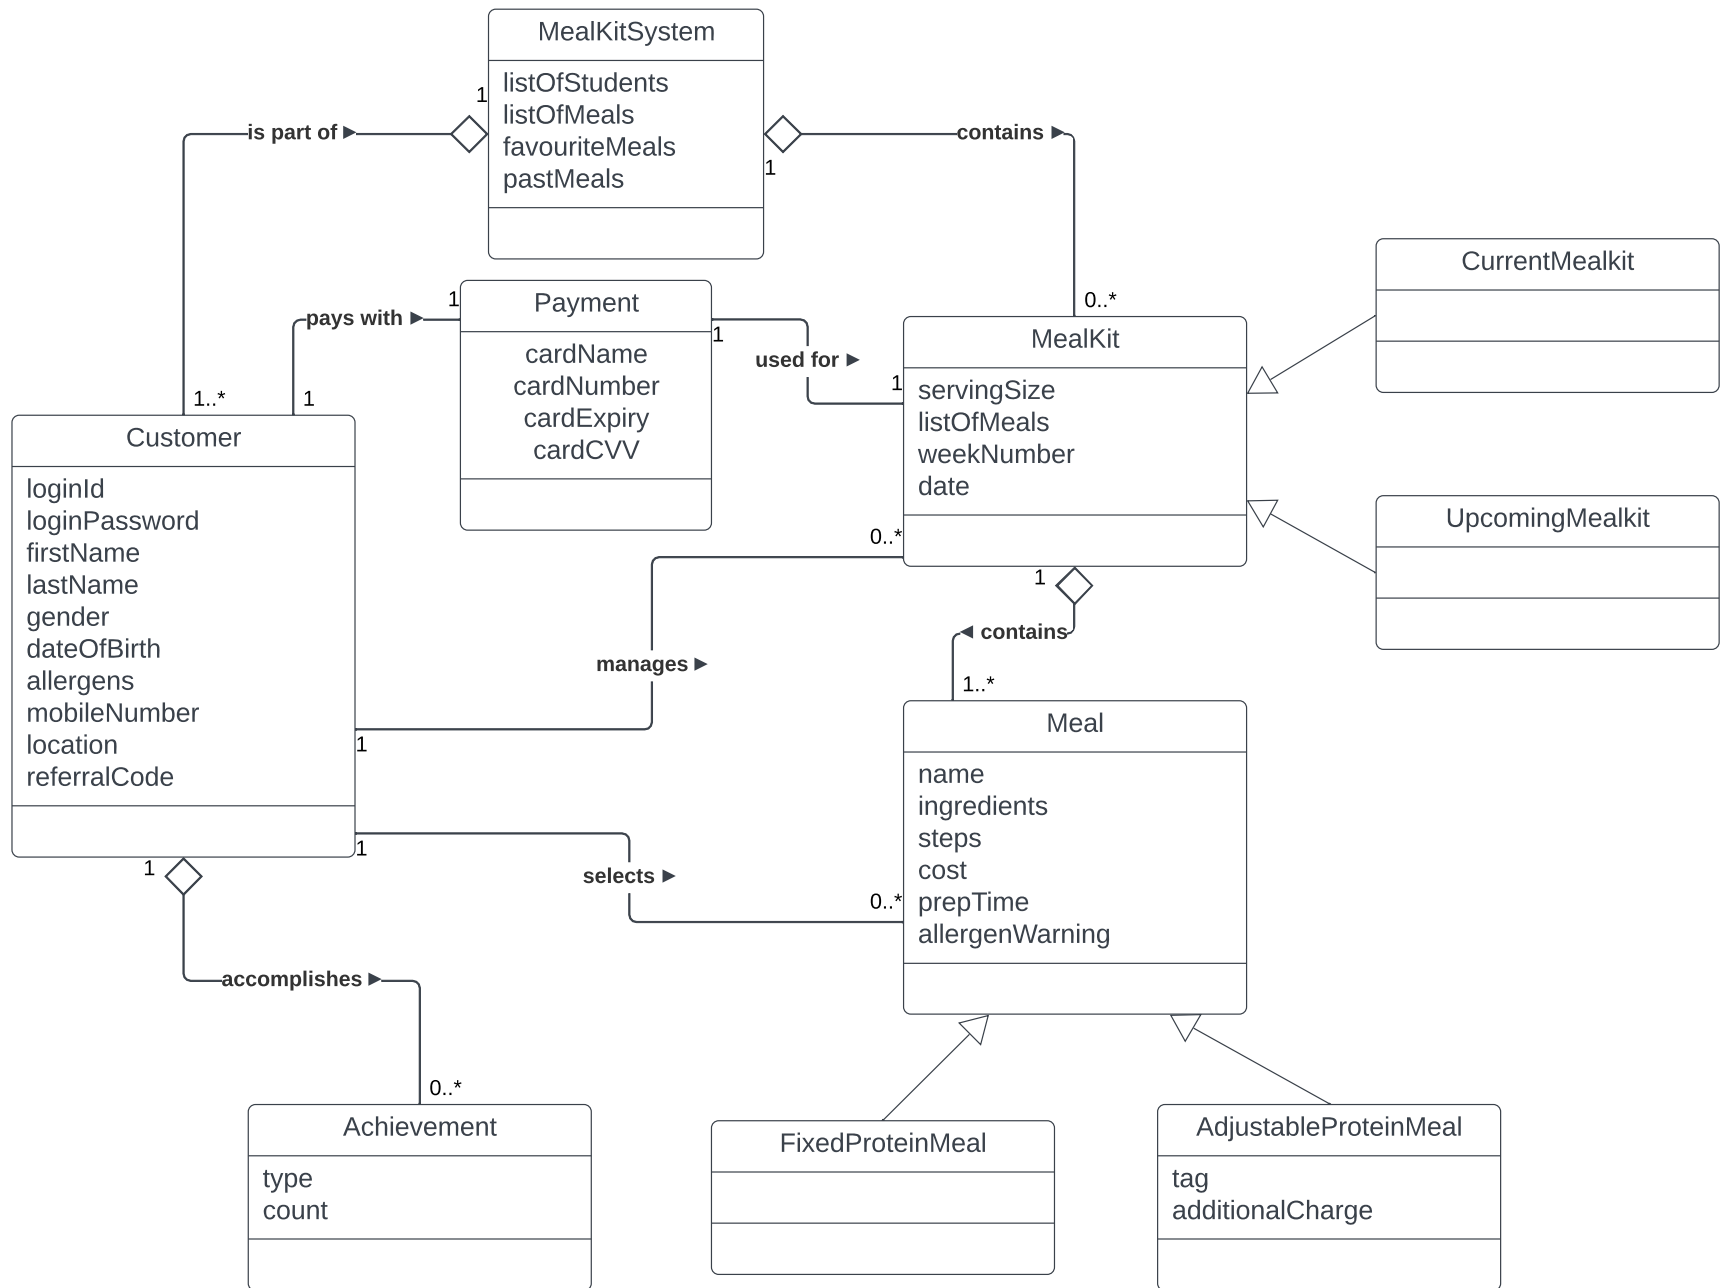 MealKitSystem
listOfStudents
listOfMeals
favouriteMeals
pastMeals
1
is part of ►
1
contains ►
0..*
1..*
Payment
cardName
cardNumber
cardExpiry
cardCVV
1
pays with ►
1
1
used for ►
1
MealKit
servingSize
listOfMeals
weekNumber
date
CurrentMealkit
UpcomingMealkit
Customer
loginId
loginPassword
firstName
lastName
gender
dateOfBirth
allergens
mobileNumber
location
referralCode
0..*
manages ►
1
1
◄ contains
1..*
Meal
name
ingredients
steps
cost
prepTime
allergenWarning
1
selects ►
0..*
1
accomplishes ►
0..*
Achievement
type
count
FixedProteinMeal
AdjustableProteinMeal
tag
additionalCharge